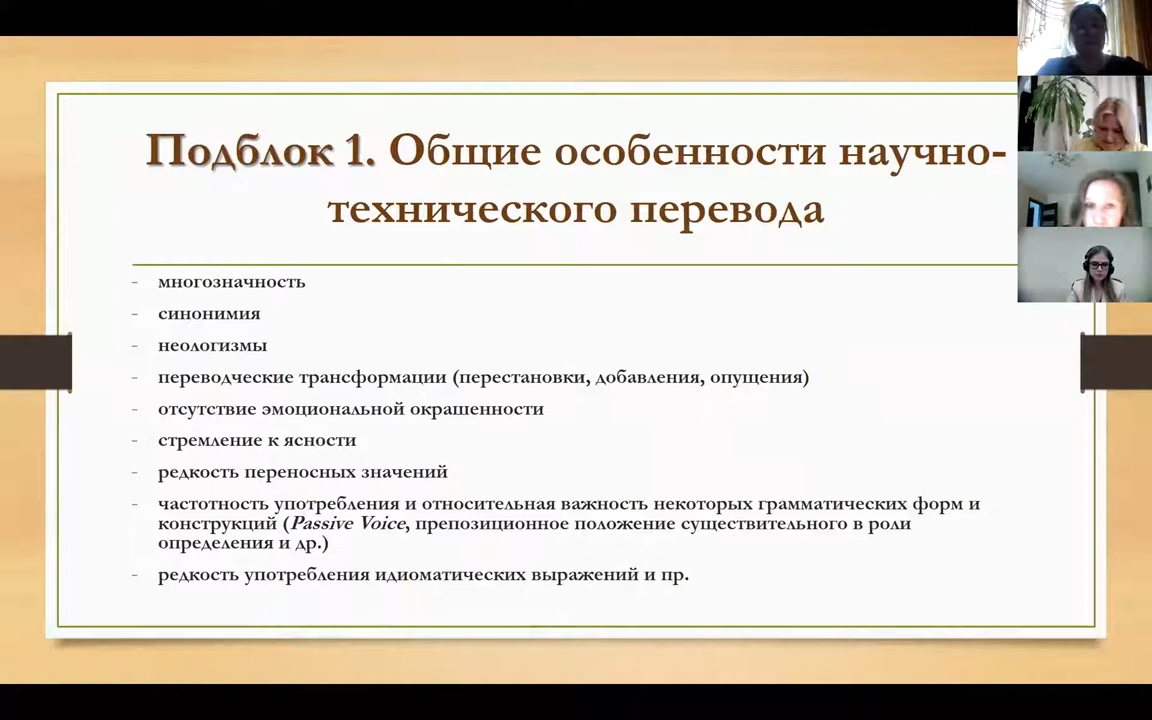 Подблок 1. Общие особенности научно-
технического перевода
- многозначность
- синонимия
- неологизмы
- переводческие трансформации (перестановки, добавления, опущения)
- отсутствие эмоциональной окрашенности
- стремление к ясности
- редкость переносных значений
- частотность употребления и относительная важность некоторых грамматических форм и
конструкций (Passive Voice, препозиционное положение существительного в роли
определения и др.)
- редкость употребления идиоматических выражений и пр.